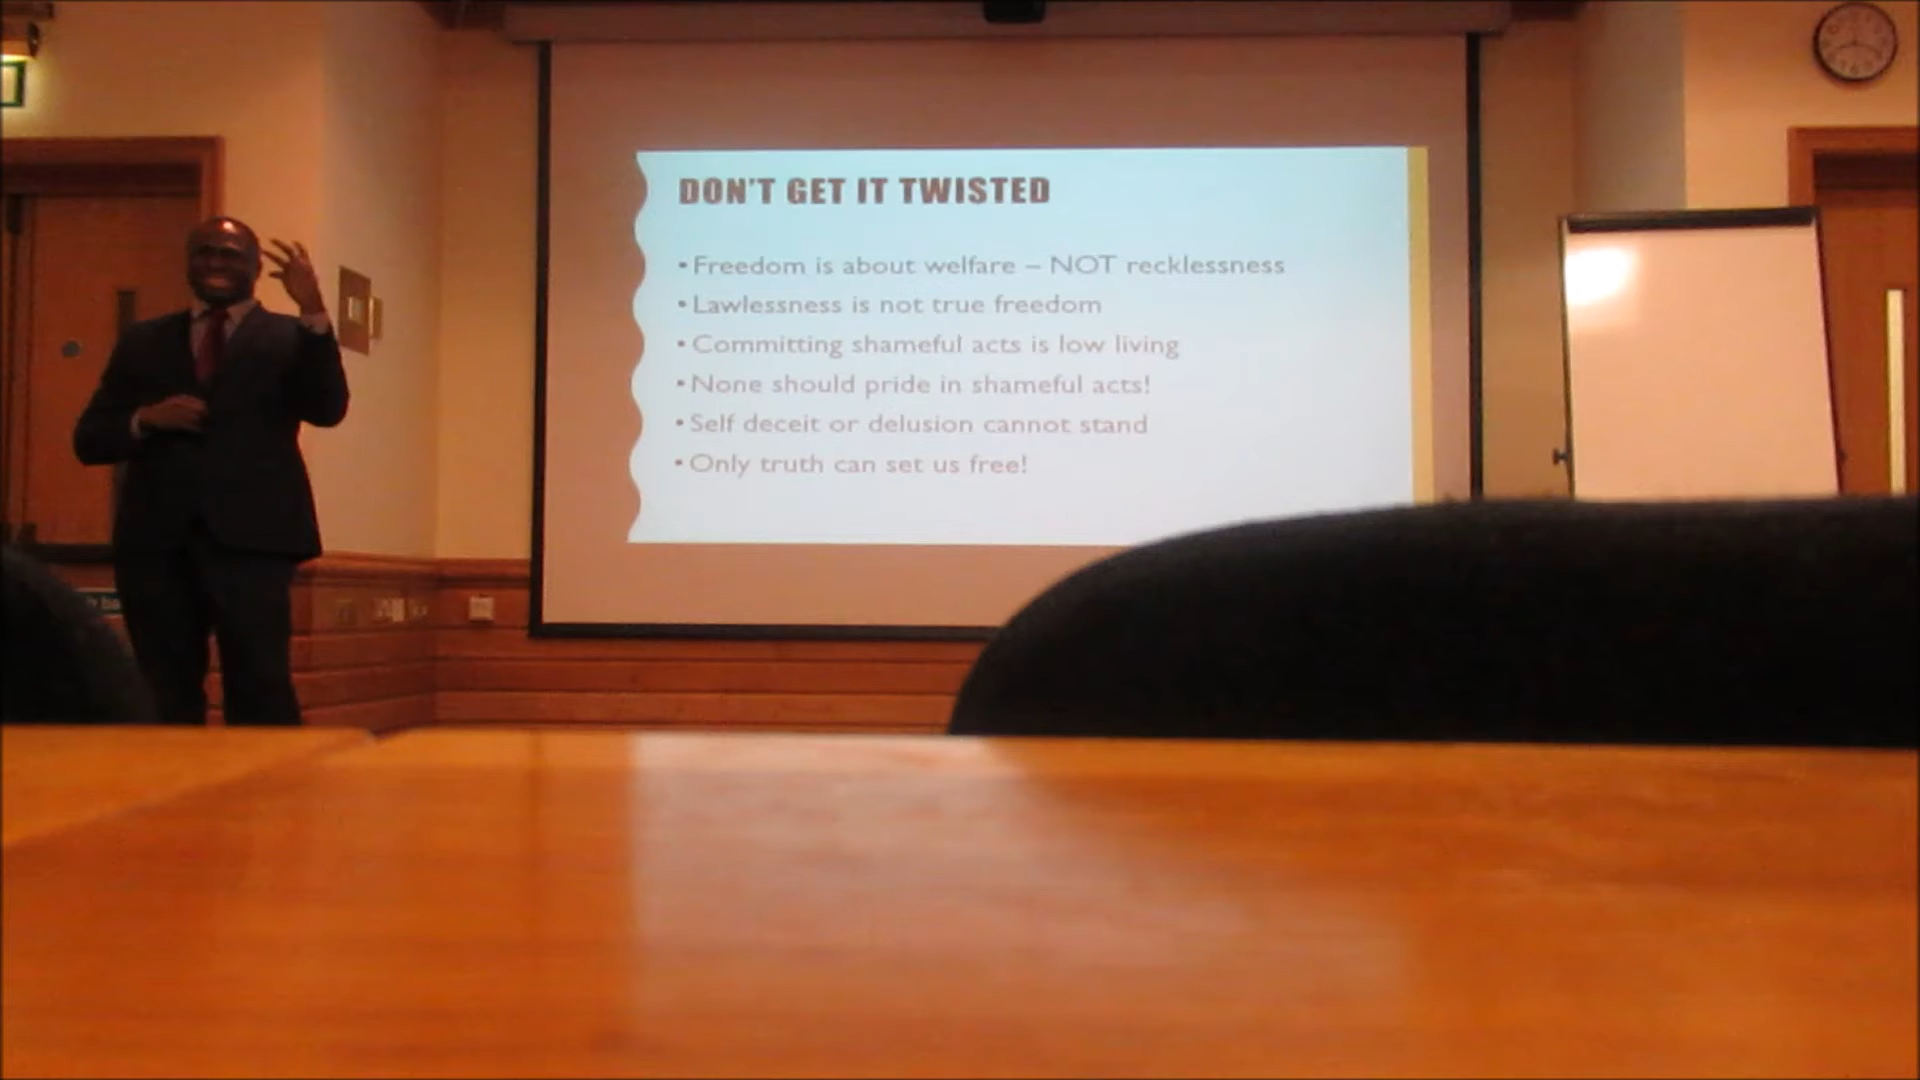 DON'T GET IT TWISTED
• Freedom is about welfare – NOT recklessness
• Lawlessness is not true freedom
• Committing shameful acts is low living
• None should pride in shameful acts!
• Self deceit or delusion cannot stand
• Only truth can set us free!